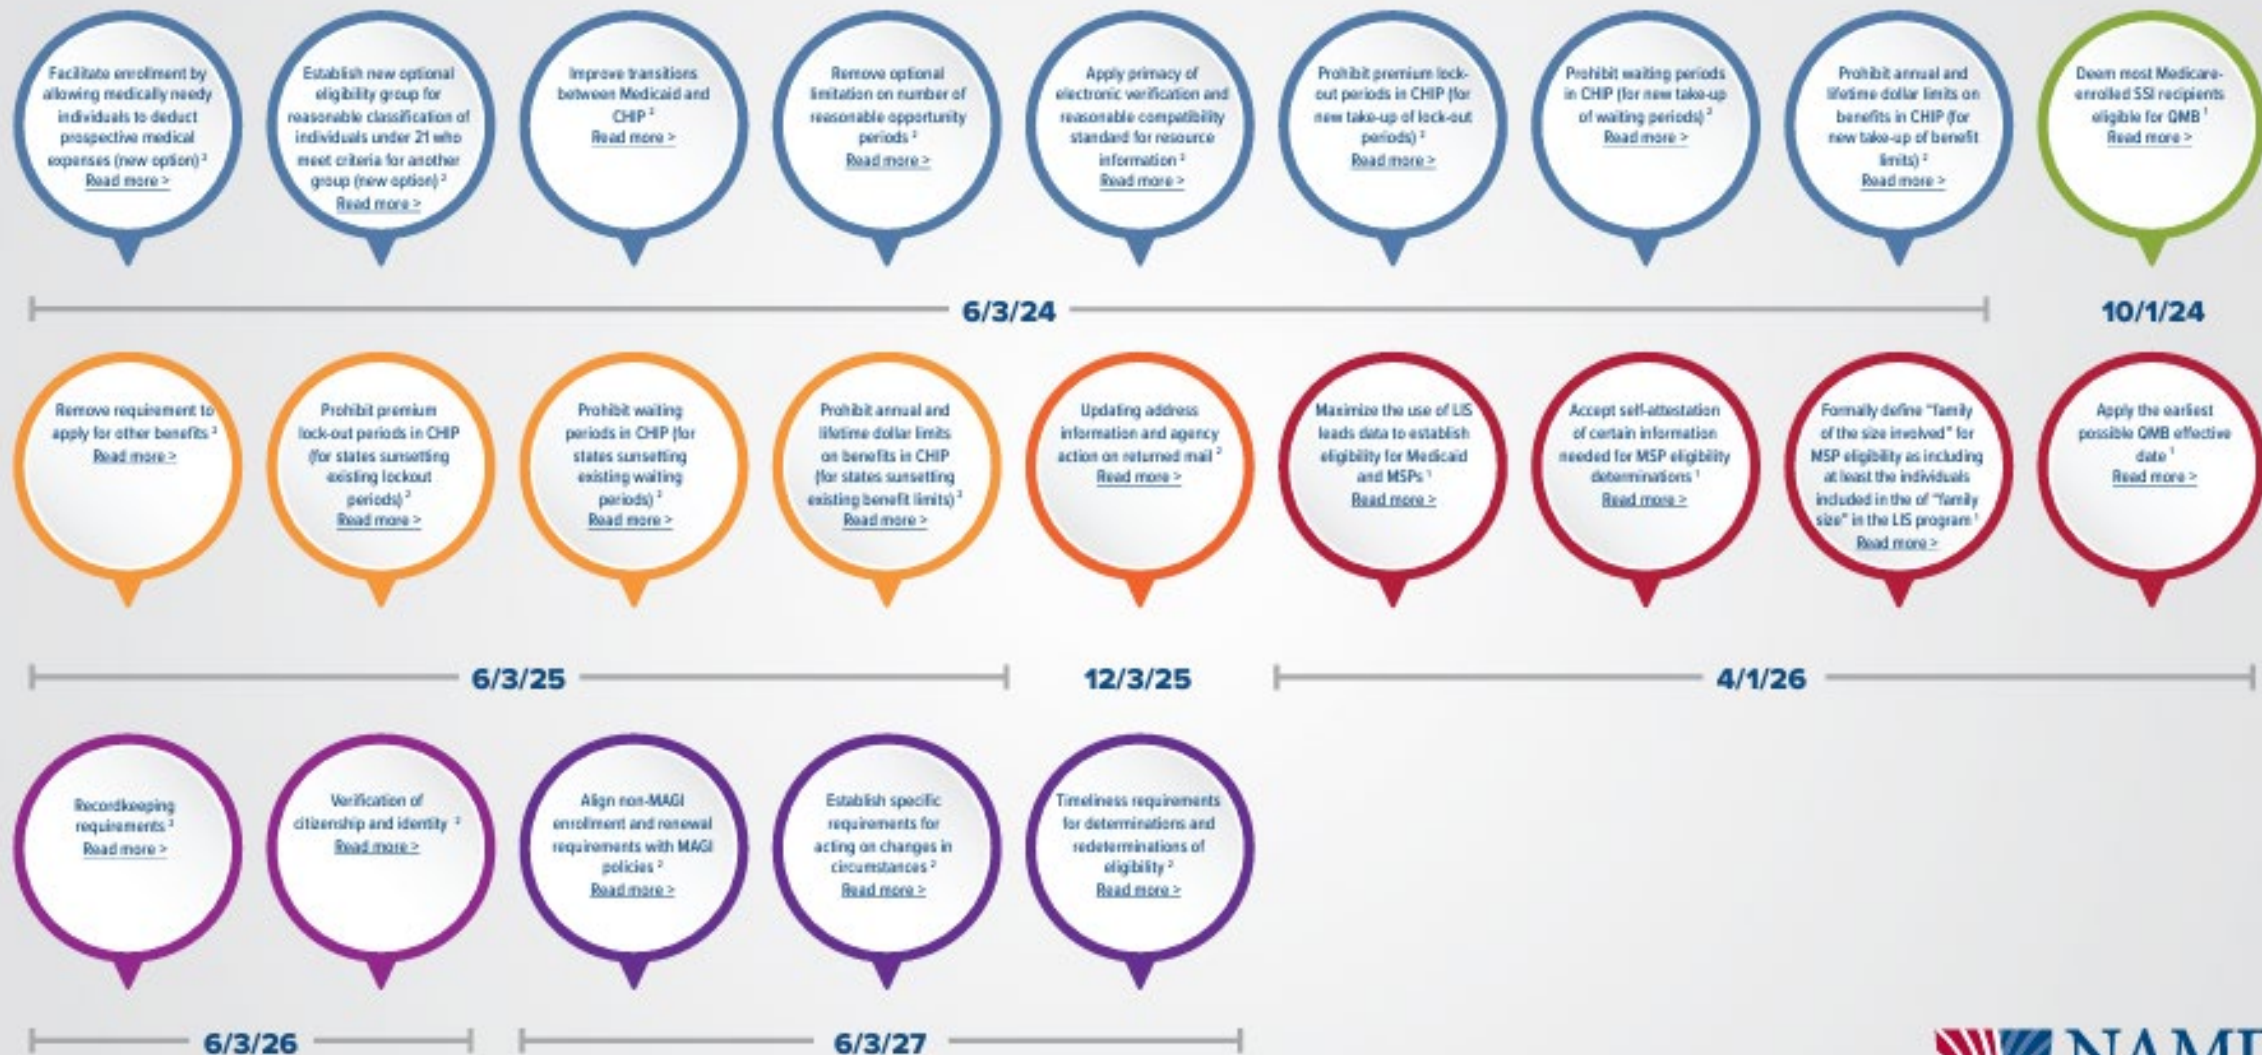 Facilitate enrollment by
allowing medically needy
individuals to deduct
prospective medical
expenses (new option) ²
Read more >
Establish new optional
eligibility group for
reasonable classification of
individuals under 21 who
meet criteria for another
group (new option) ²
Read more >
Improve transitions
between Medicaid and
CHIP ²
Read more >
Remove optional
limitation on number of
reasonable opportunity
periods ²
Read more >
Apply primacy of
electronic verification and
reasonable compatibility
standard for resource
information ²
Read more >
Prohibit premium lock-
out periods in CHIP (for
new take-up of lock-out
periods) ²
Read more >
Prohibit waiting periods
in CHIP (for new take-up
of waiting periods) ²
Read more >
Prohibit annual and
lifetime dollar limits on
benefits in CHIP (for
new take-up of benefit
limits) ²
Read more >
Deem most Medicare-
enrolled SSI recipients
eligible for QMB ¹
Read more >
6/3/24
10/1/24
Remove requirement to
apply for other benefits ²
Read more >
Prohibit premium
lock-out periods in CHIP
(for states sunsetting
existing lockout
periods) ²
Read more >
Prohibit waiting
periods in CHIP (for
states sunsetting
existing waiting
periods) ²
Read more >
Prohibit annual and
lifetime dollar limits
on benefits in CHIP
(for states sunsetting
existing benefit limits) ²
Read more >
Updating address
information and agency
action on returned mail ²
Read more >
Maximize the use of LIS
leads data to establish
eligibility for Medicaid
and MSPs ¹
Read more >
Accept self-attestation
of certain information
needed for MSP eligibility
determinations ¹
Read more >
Formally define "family
of the size involved" for
MSP eligibility as including
at least the individuals
included in the of "family
size" in the LIS program ¹
Read more >
Apply the earliest
possible QMB effective
date ¹
Read more >
6/3/25
12/3/25
4/1/26
Recordkeeping
requirements ²
Read more >
Verification of
citizenship and identity ²
Read more >
Align non-MAGI
enrollment and renewal
requirements with MAGI
policies ²
Read more >
Establish specific
requirements for
acting on changes in
circumstances ²
Read more >
Timeliness requirements
for determinations and
redeterminations of
eligibility ²
Read more >
6/3/26
6/3/27